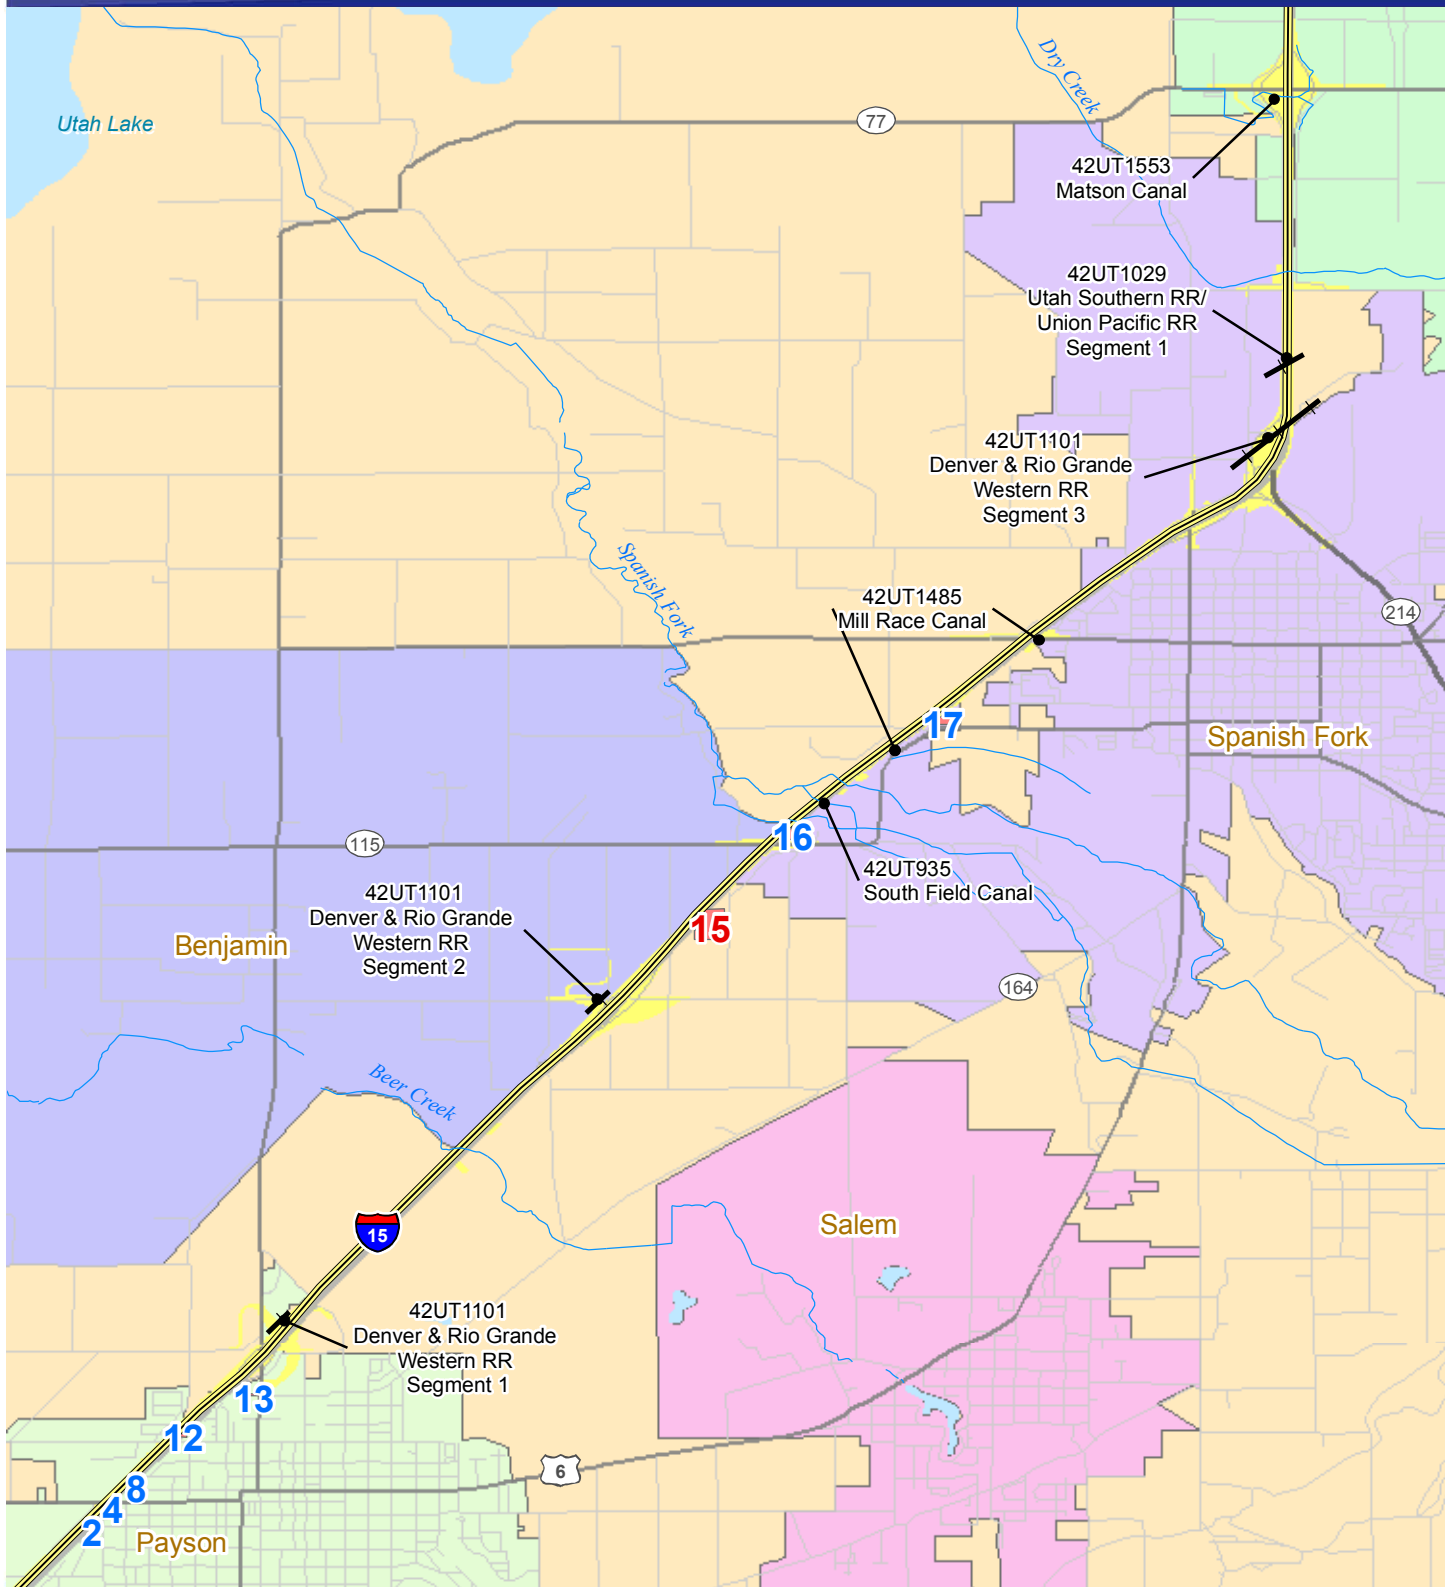 Dry Creek
Utah Lake
77
42UT1553
Matson Canal
42UT1029
Utah Southern RR/
Union Pacific RR
Segment 1
42UT1101
Denver & Rio Grande
Western RR
Segment 3
Spanish Fork
42UT1485
Mill Race Canal
214
17
Spanish Fork
16
115
42UT935
South Field Canal
42UT1101
Denver & Rio Grande
Western RR
Segment 2
15
Benjamin
164
Beer Creek
Salem
15
42UT1101
Denver & Rio Grande
Western RR
Segment 1
13
12
6
8
4
2
Payson